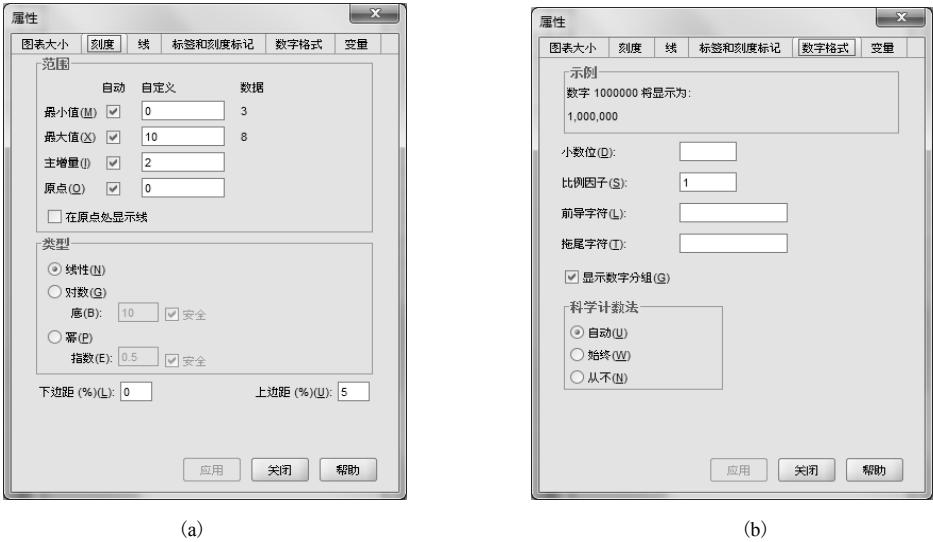 属性
图表大小 刻度 线 标签和刻度标记 数字格式 变量
范围
自动 自定义 数据
最小值(M) 0 3
最大值(X) 10 8
主增量(I) 2
原点(O) 0
在原点处显示线
类型
线性(N)
对数(G)
底(B): 10 安全
幂(P)
指数(E): 0.5 安全
下边距 (%)(L): 0 上边距 (%)(U): 5
应用 关闭 帮助
(a)
属性
图表大小 刻度 线 标签和刻度标记 数字格式 变量
示例
数字 1000000 将显示为:
1,000,000
小数位(D):
比例因子(S): 1
前导字符(L):
拖尾字符(T):
显示数字分组(G)
科学计数法
自动(U)
始终(W)
从不(N)
应用 关闭 帮助
(b)